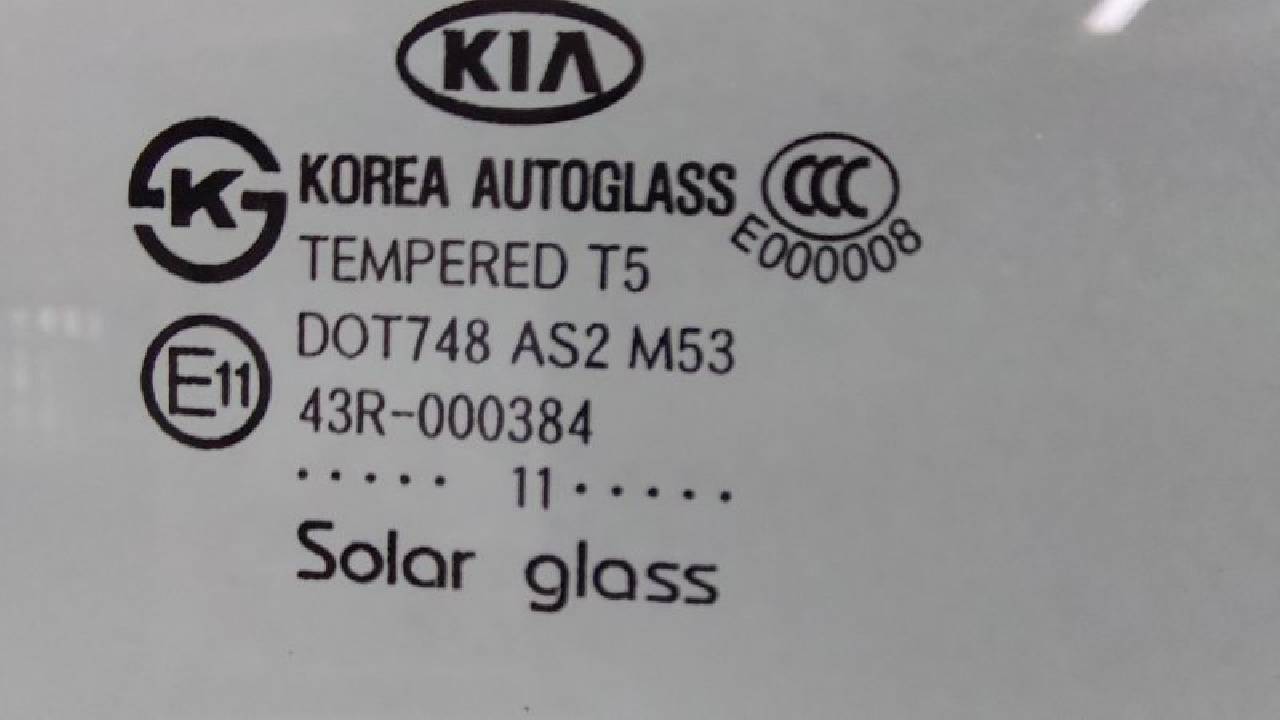 KIA
K KOREA AUTOGLASS CCC
E000008
TEMPERED T5
DOT748 AS2 M53
E11
43R-000384
..... 11 .....
Solar glass